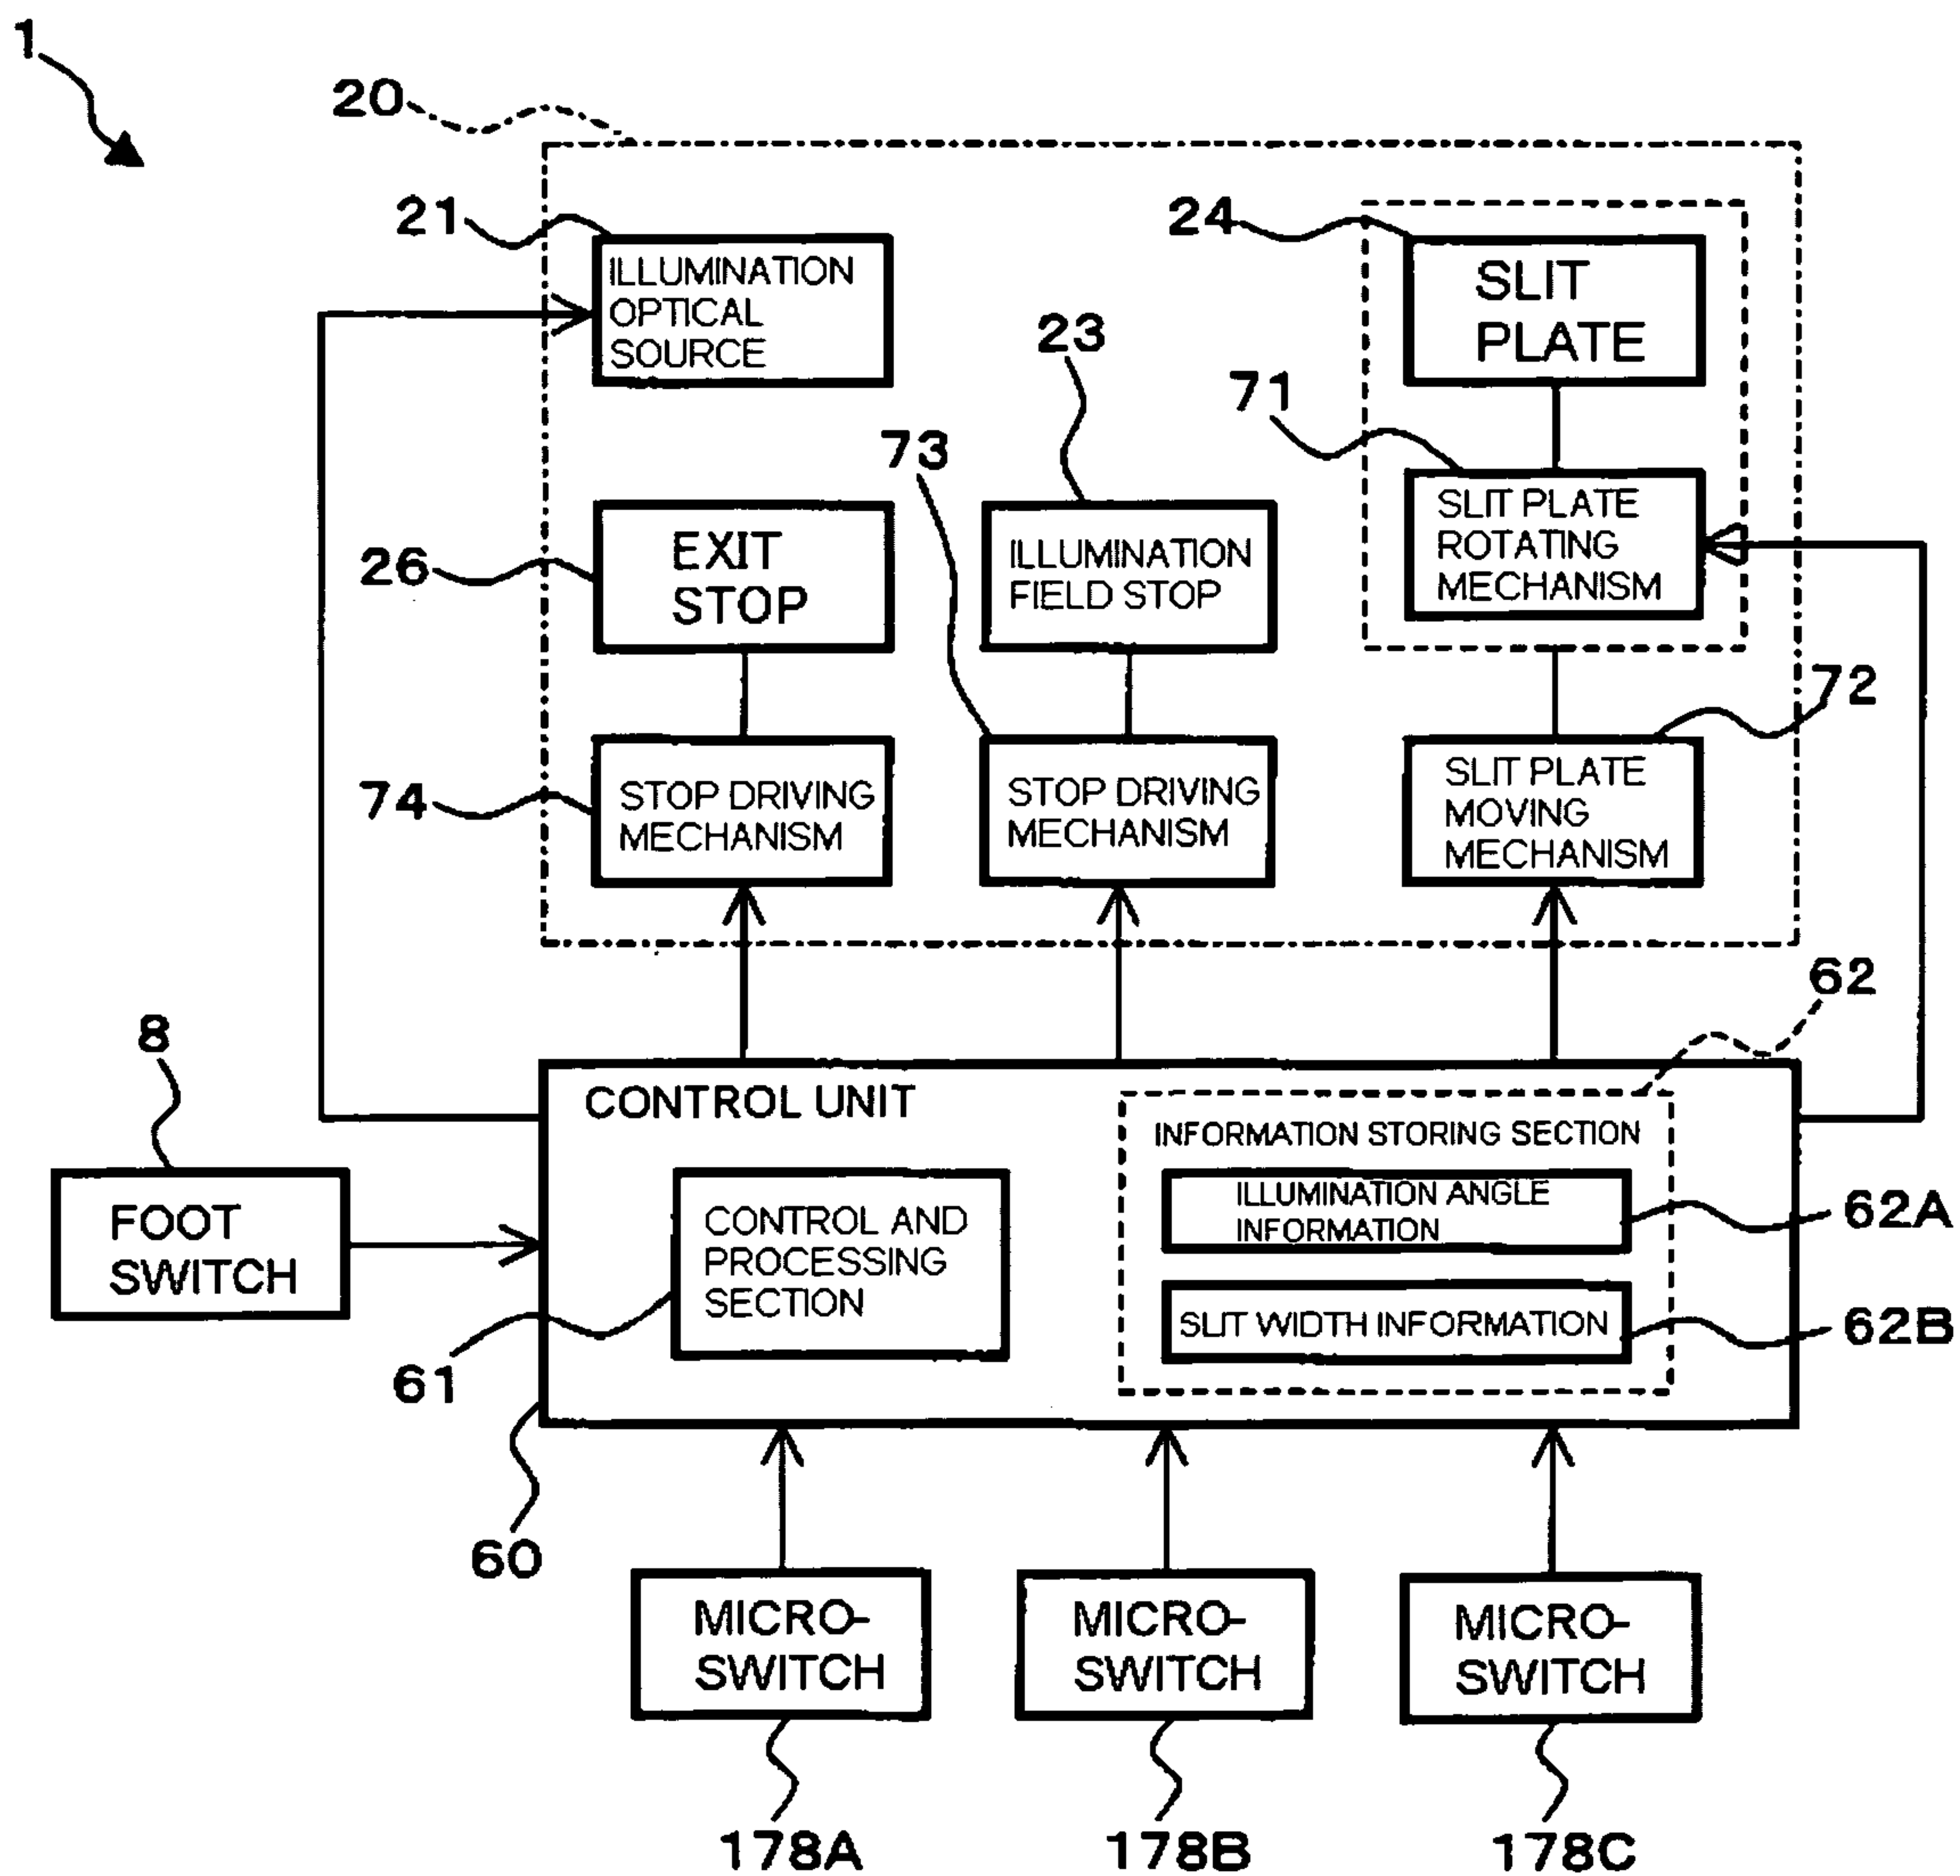 1
20
21
ILLUMINATION
OPTICAL
SOURCE
24
SLIT
PLATE
23
71
73
SLIT PLATE
ROTATING
MECHANISM
26
EXIT
STOP
ILLUMINATION
FIELD STOP
72
74
STOP DRIVING
MECHANISM
STOP DRIVING
MECHANISM
SLIT PLATE
MOVING
MECHANISM
62
8
CONTROL UNIT
INFORMATION STORING SECTION
FOOT
SWITCH
CONTROL AND
PROCESSING
SECTION
ILLUMINATION ANGLE
INFORMATION
62A
SLIT WIDTH INFORMATION
62B
61
60
MICRO-
SWITCH
MICRO-
SWITCH
MICRO-
SWITCH
178A
178B
178C